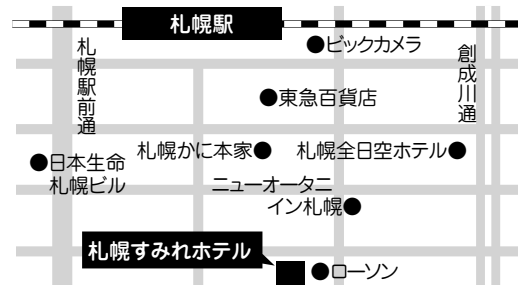 札幌駅
ビックカメラ
札幌駅前通
創成川通
東急百貨店
札幌かに本家
札幌全日空ホテル
日本生命
札幌ビル
ニューオータニ
イン札幌
札幌すみれホテル
ローソン